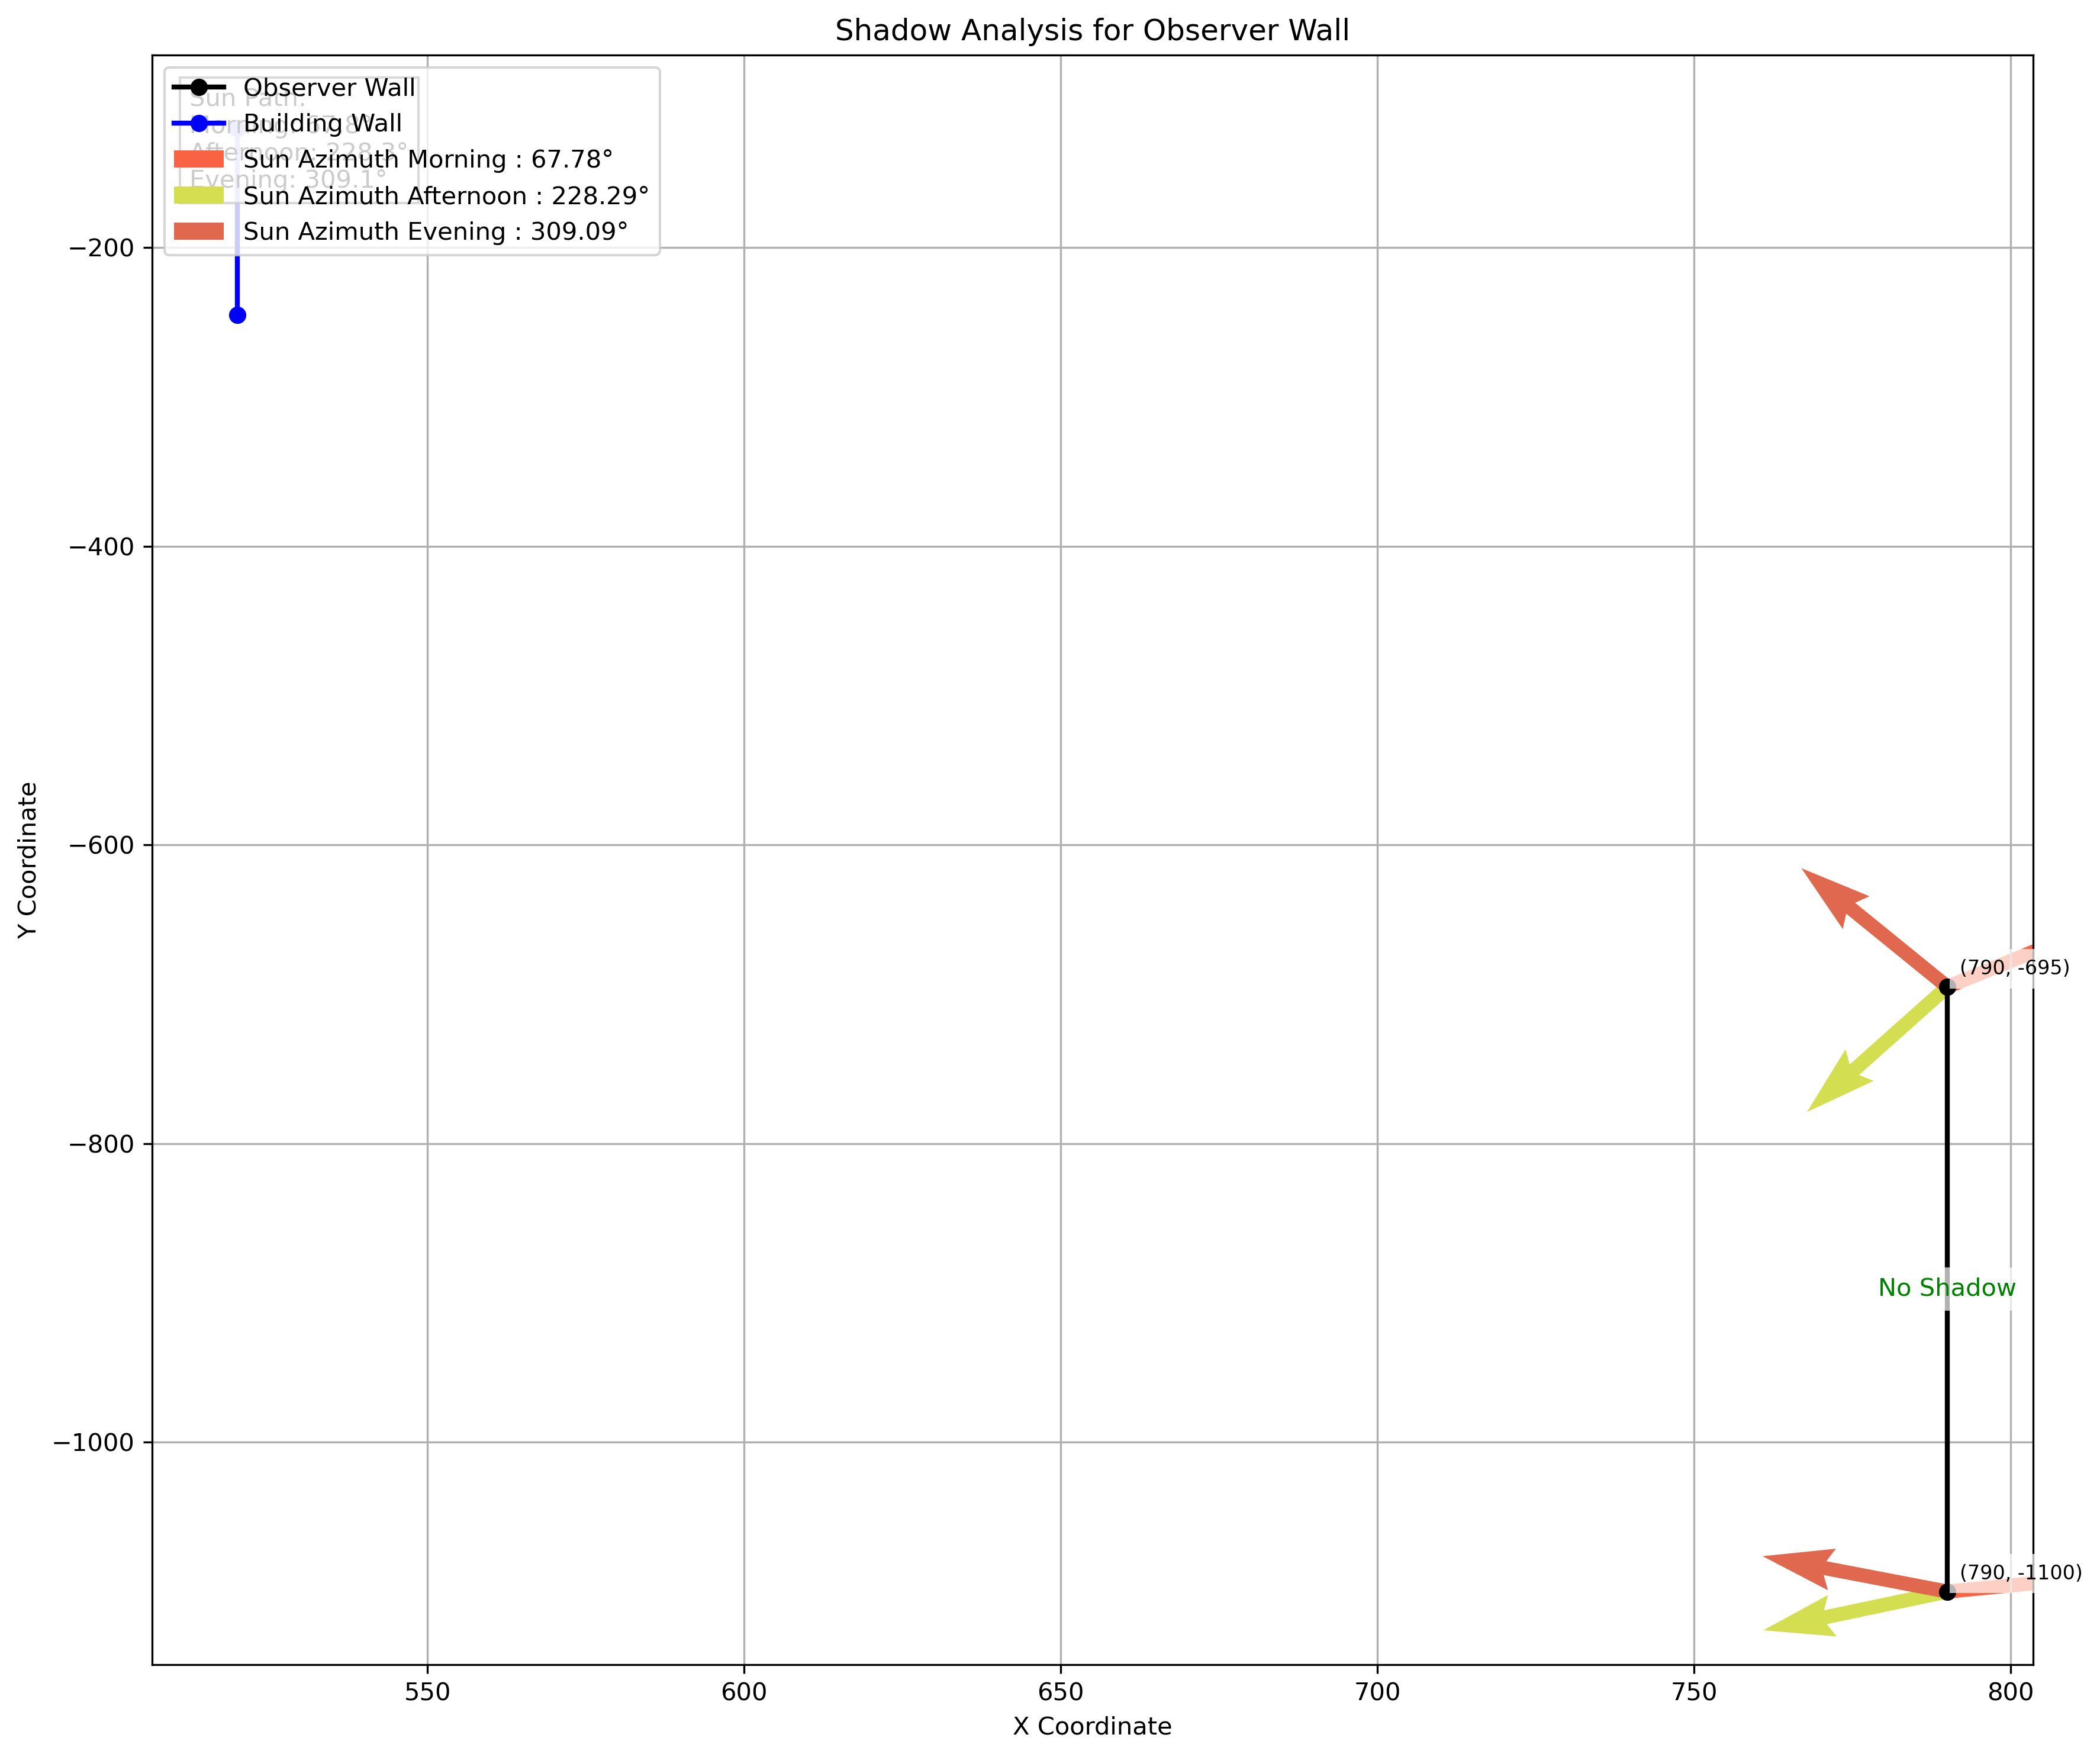 Shadow Analysis for Observer Wall
Observer Wall
Building Wall
Sun Azimuth Morning : 67.78°
Sun Azimuth Afternoon : 228.29°
Sun Azimuth Evening : 309.09°
Sun Path:
Morning: 67.8°
Afternoon: 228.3°
Evening: 309.1°
−200
−400
−600
−800
−1000
Y Coordinate
(790, -695)
No Shadow
(790, -1100)
550
600
650
700
750
800
X Coordinate